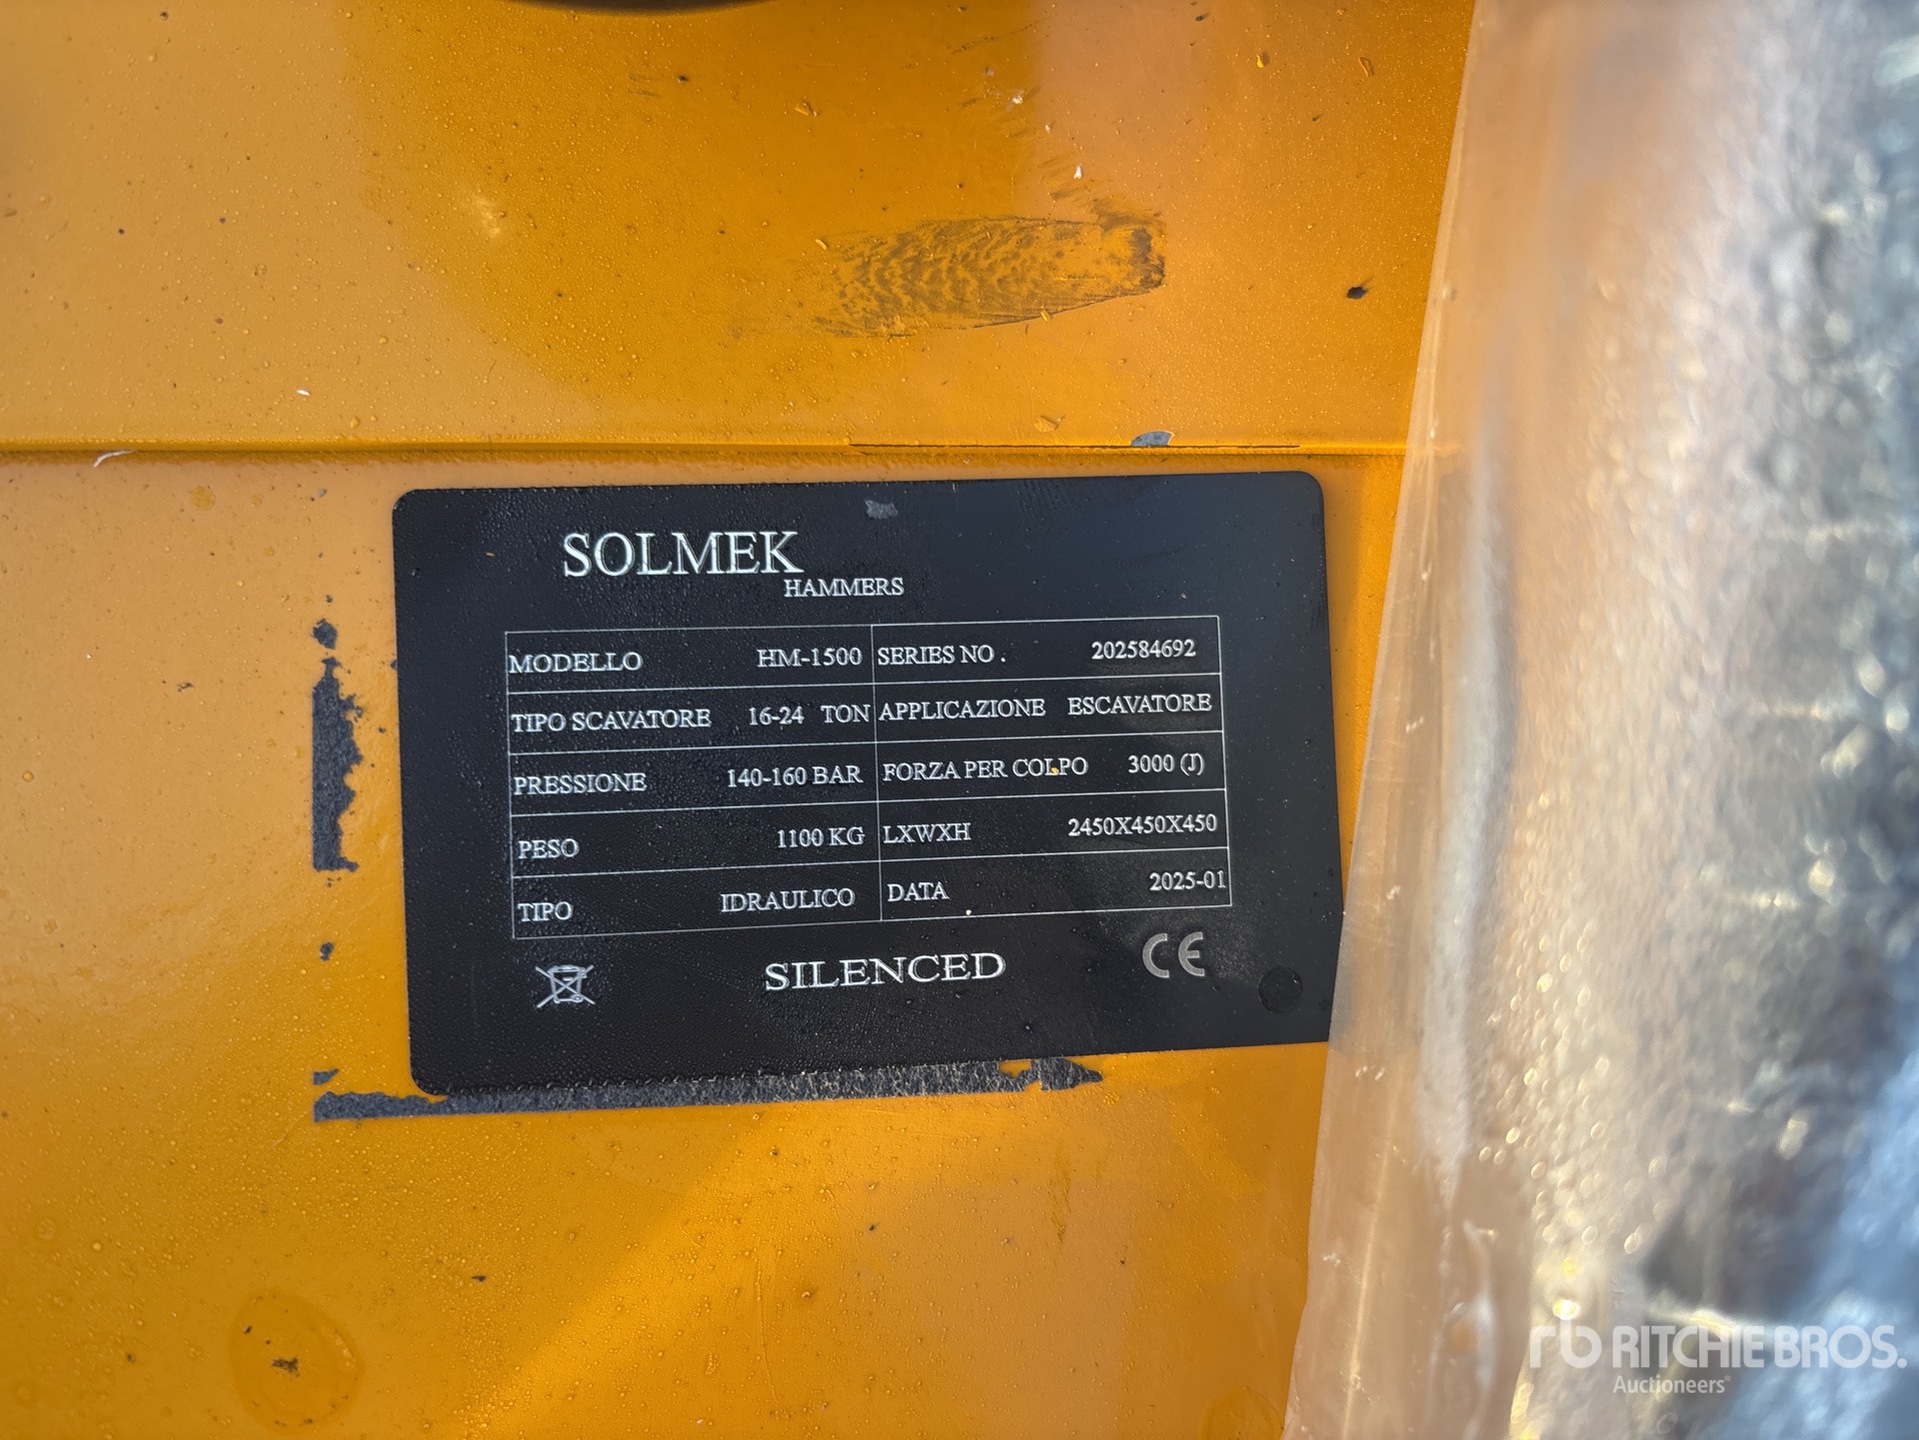 SOLMEK
HAMMERS
MODELLO HM-1500 SERIES NO . 202584692
TIPO SCAVATORE 16-24 TON APPLICAZIONE ESCAVATORE
PRESSIONE 140-160 BAR FORZA PER COLPO 3000 (J)
PESO 1100 KG LXWXH 2450X450X450
TIPO IDRAULICO DATA 2025-01
SILENCED CE
rb RITCHIE BROS.
Auctioneers